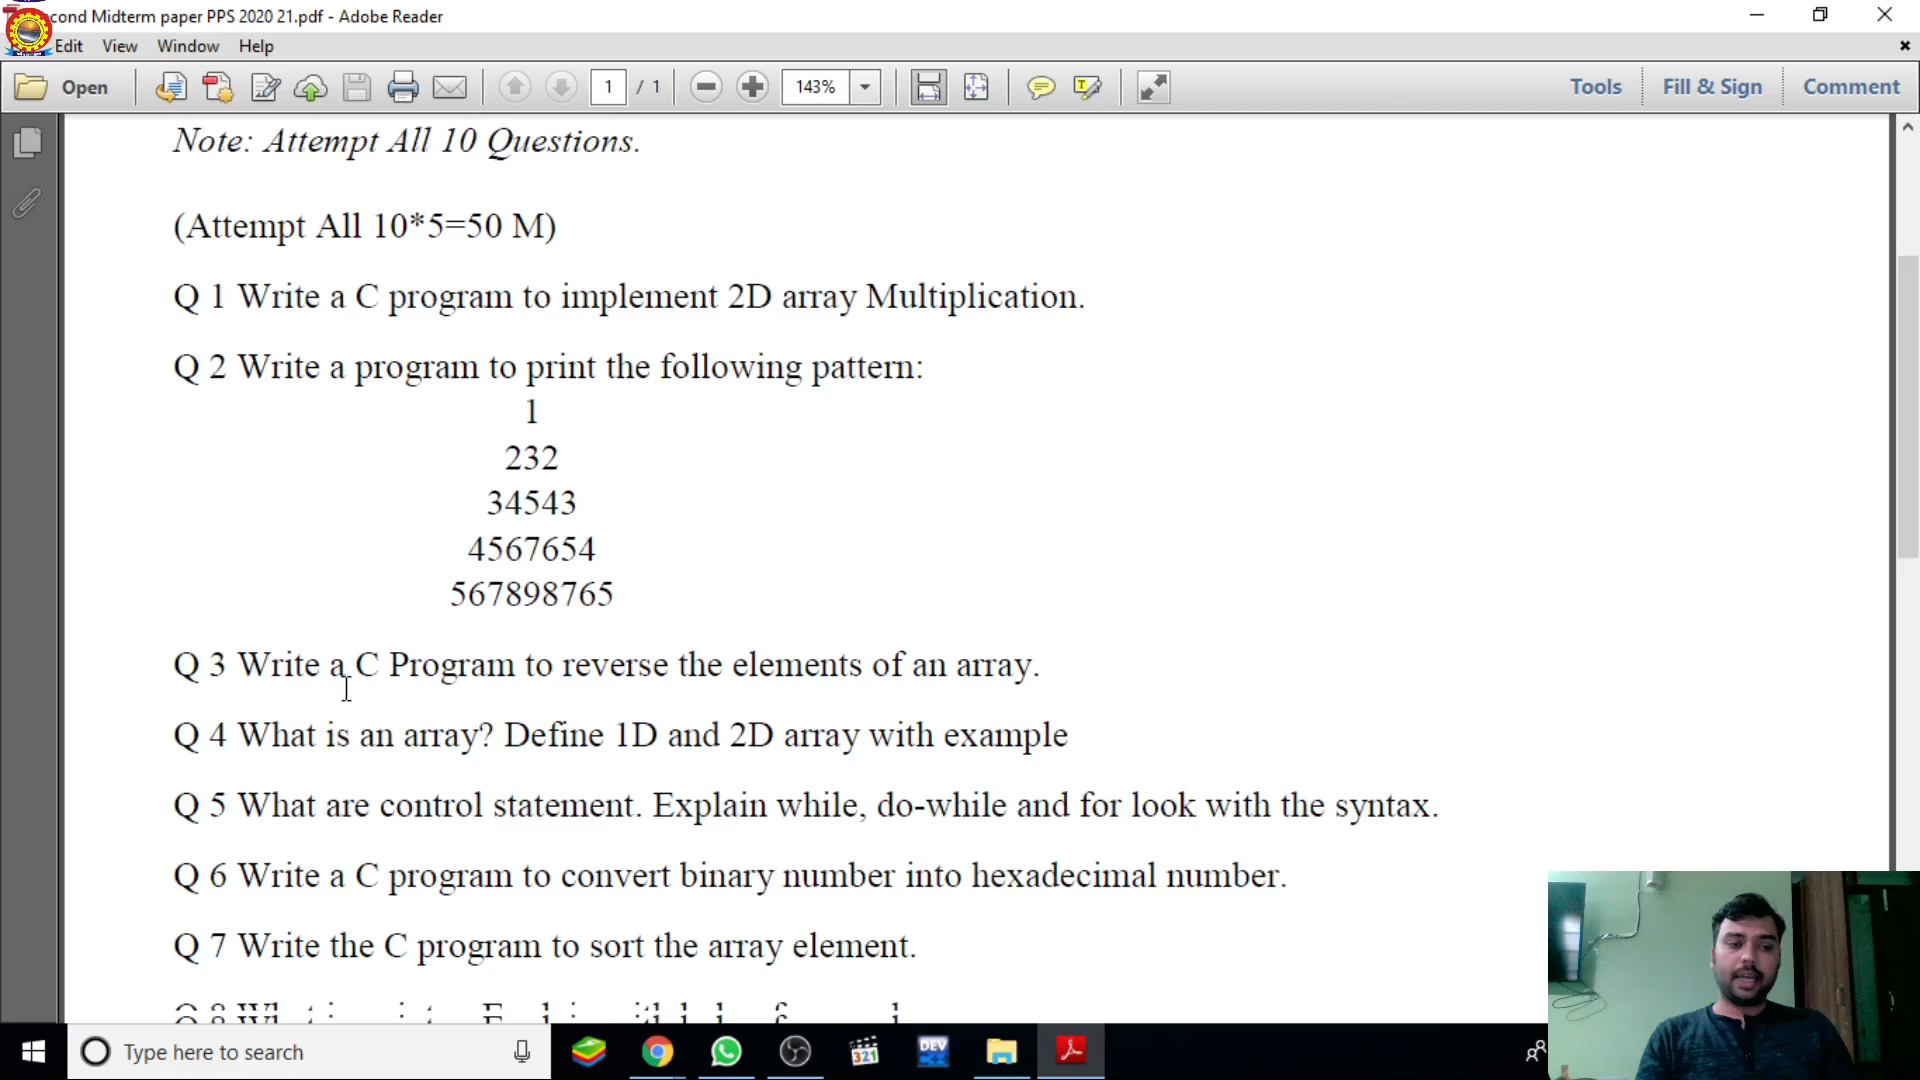 cond Midterm paper PPS 2020 21.pdf - Adobe Reader
Edit View Window Help
Open 1 / 1 143% Tools Fill & Sign Comment
Note: Attempt All 10 Questions.
(Attempt All 10*5=50 M)
Q 1 Write a C program to implement 2D array Multiplication.
Q 2 Write a program to print the following pattern:
1
232
34543
4567654
567898765
Q 3 Write a C Program to reverse the elements of an array.
Q 4 What is an array? Define 1D and 2D array with example
Q 5 What are control statement. Explain while, do-while and for look with the syntax.
Q 6 Write a C program to convert binary number into hexadecimal number.
Q 7 Write the C program to sort the array element.
Type here to search
321
DEV